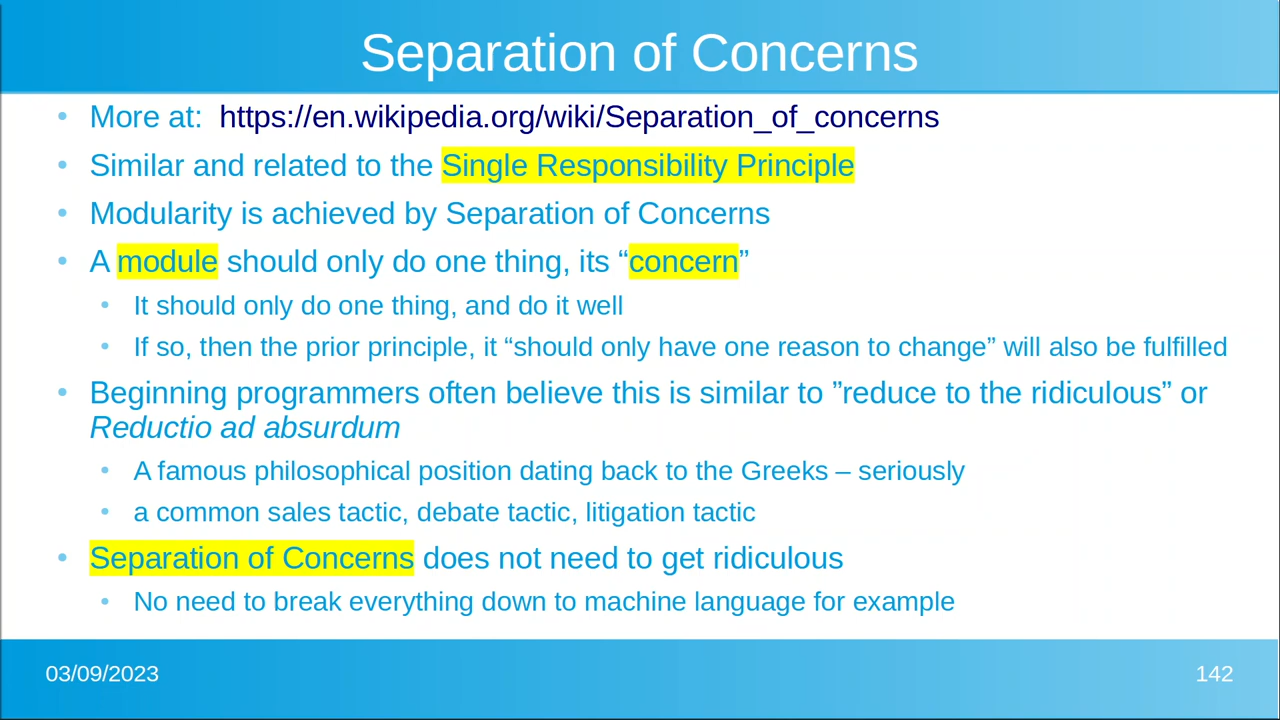 Separation of Concerns
• More at:  https://en.wikipedia.org/wiki/Separation_of_concerns
• Similar and related to the Single Responsibility Principle
• Modularity is achieved by Separation of Concerns
• A module should only do one thing, its “concern”
• It should only do one thing, and do it well
• If so, then the prior principle, it “should only have one reason to change” will also be fulfilled
• Beginning programmers often believe this is similar to ”reduce to the ridiculous” or
Reductio ad absurdum
• A famous philosophical position dating back to the Greeks – seriously
• a common sales tactic, debate tactic, litigation tactic
• Separation of Concerns does not need to get ridiculous
• No need to break everything down to machine language for example
03/09/2023
142